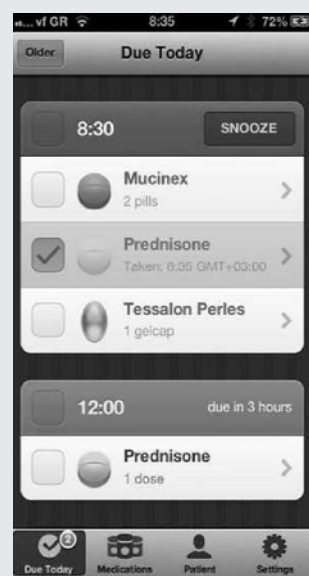 vf GR 8:35 72%
Older Due Today
8:30 SNOOZE
Mucinex
2 pills
Prednisone
Taken: 8:35 GMT+03:00
Tessalon Perles
1 gelcap
12:00 due in 3 hours
Prednisone
1 dose
2
Due Today Medications Patient Settings